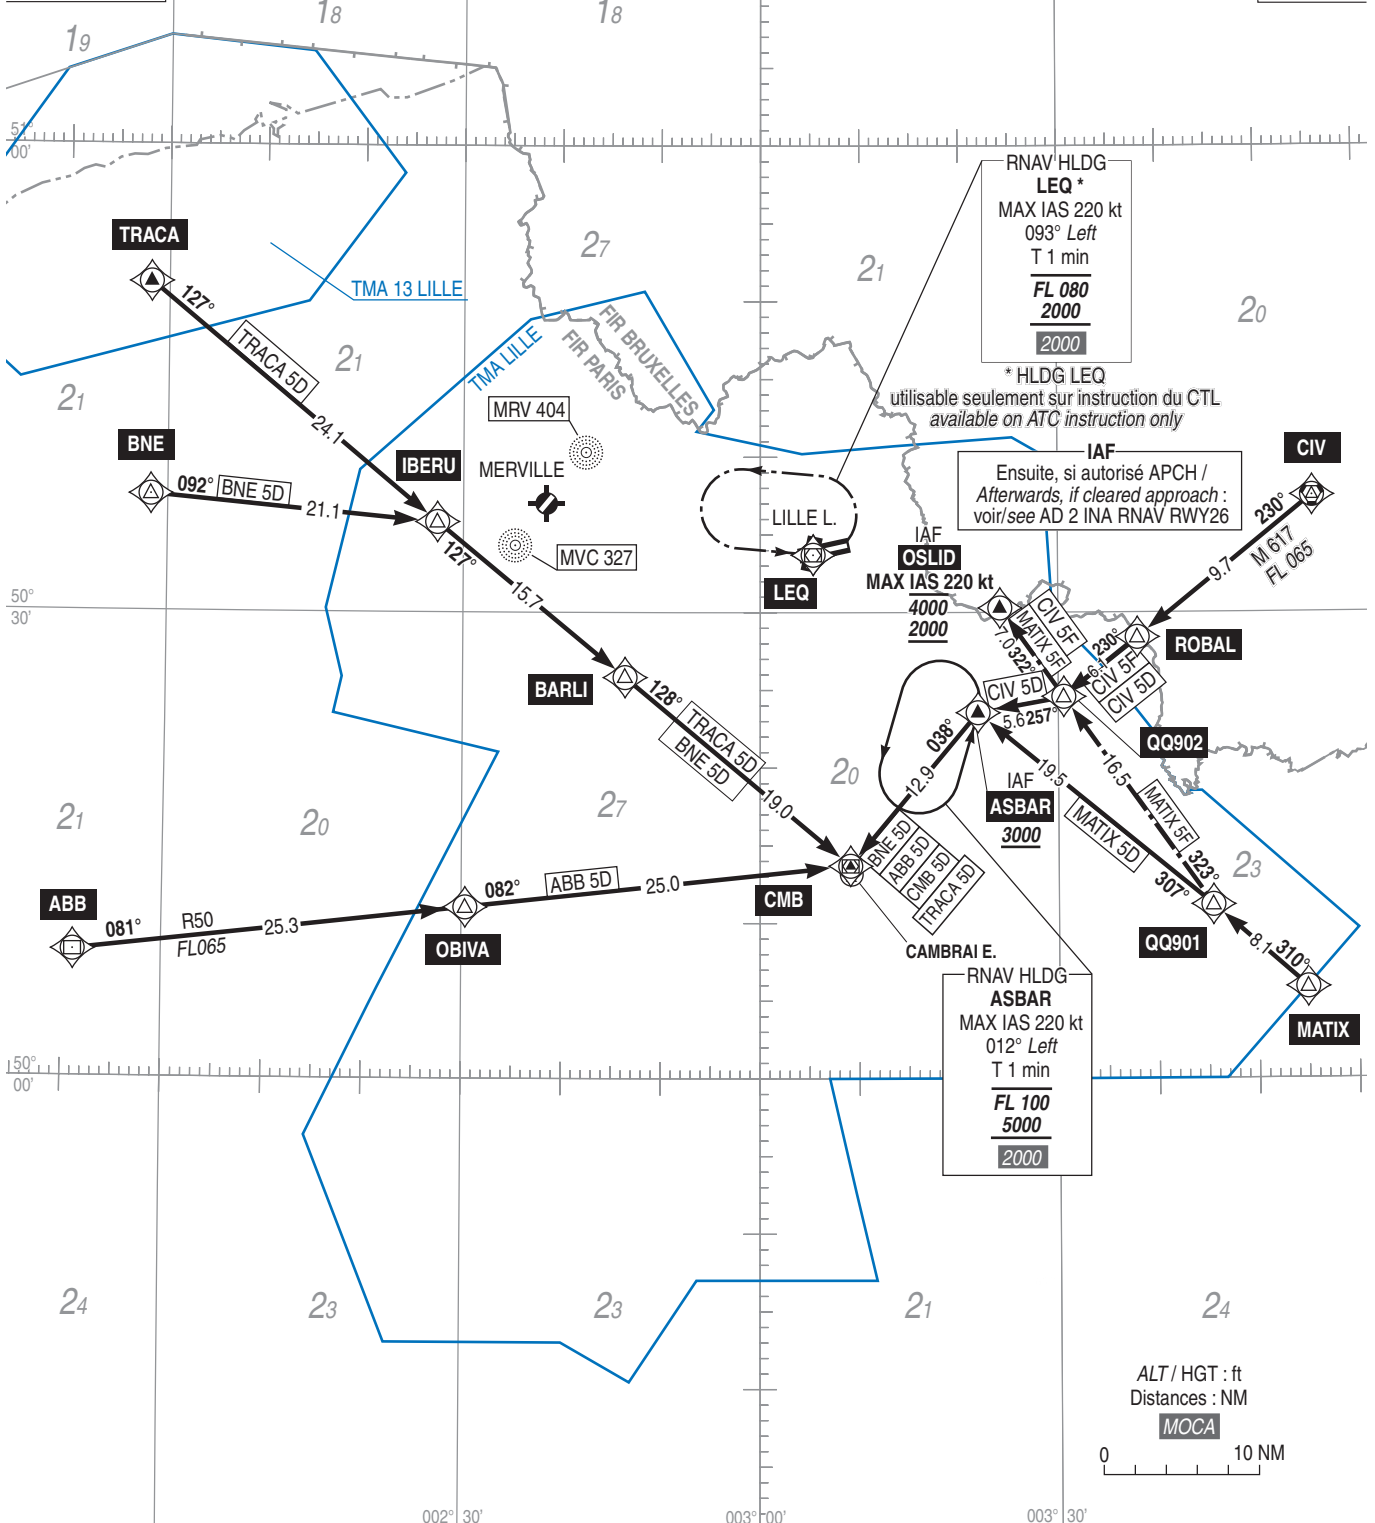 18
18
19
51°
00'
RNAV HLDG
LEQ *
MAX IAS 220 kt
093° Left
T 1 min
FL 080
2000
2000
* HLDG LEQ
utilisable seulement sur instruction du CTL
available on ATC instruction only
TRACA
127°
TRACA 5D
24.1
TMA 13 LILLE
27
21
20
21
21
TMA LILLE
FIR BRUXELLES
FIR PARIS
MRV 404
MERVILLE
MVC 327
BNE
092°
BNE 5D
21.1
IBERU
127°
15.7
LILLE L.
LEQ
IAF
Ensuite, si autorisé APCH /
Afterwards, if cleared approach :
voir/see AD 2 INA RNAV RWY26
CIV
230°
9.7
M 617
FL 065
IAF
OSLID
MAX IAS 220 kt
4000
2000
50°
30'
CIV 5F
MATIX 5F
7.0
322°
230°
6.1
CIV 5F
CIV 5D
ROBAL
BARLI
128°
TRACA 5D
BNE 5D
19.0
CIV 5D
5.6
257°
QQ902
038°
12.9
20
IAF
ASBAR
3000
19.5
MATIX 5D
16.5
MATIX 5F
323°
307°
23
21
20
27
BNE 5D
ABB 5D
CMB 5D
TRACA 5D
ABB
081°
R50
FL065
25.3
082°
ABB 5D
25.0
OBIVA
CMB
CAMBRAI E.
QQ901
8.1
310°
MATIX
RNAV HLDG
ASBAR
MAX IAS 220 kt
012° Left
T 1 min
FL 100
5000
2000
50°
00'
24
23
23
21
24
ALT / HGT : ft
Distances : NM
MOCA
0
10 NM
002° 30'
003° 00'
003° 30'